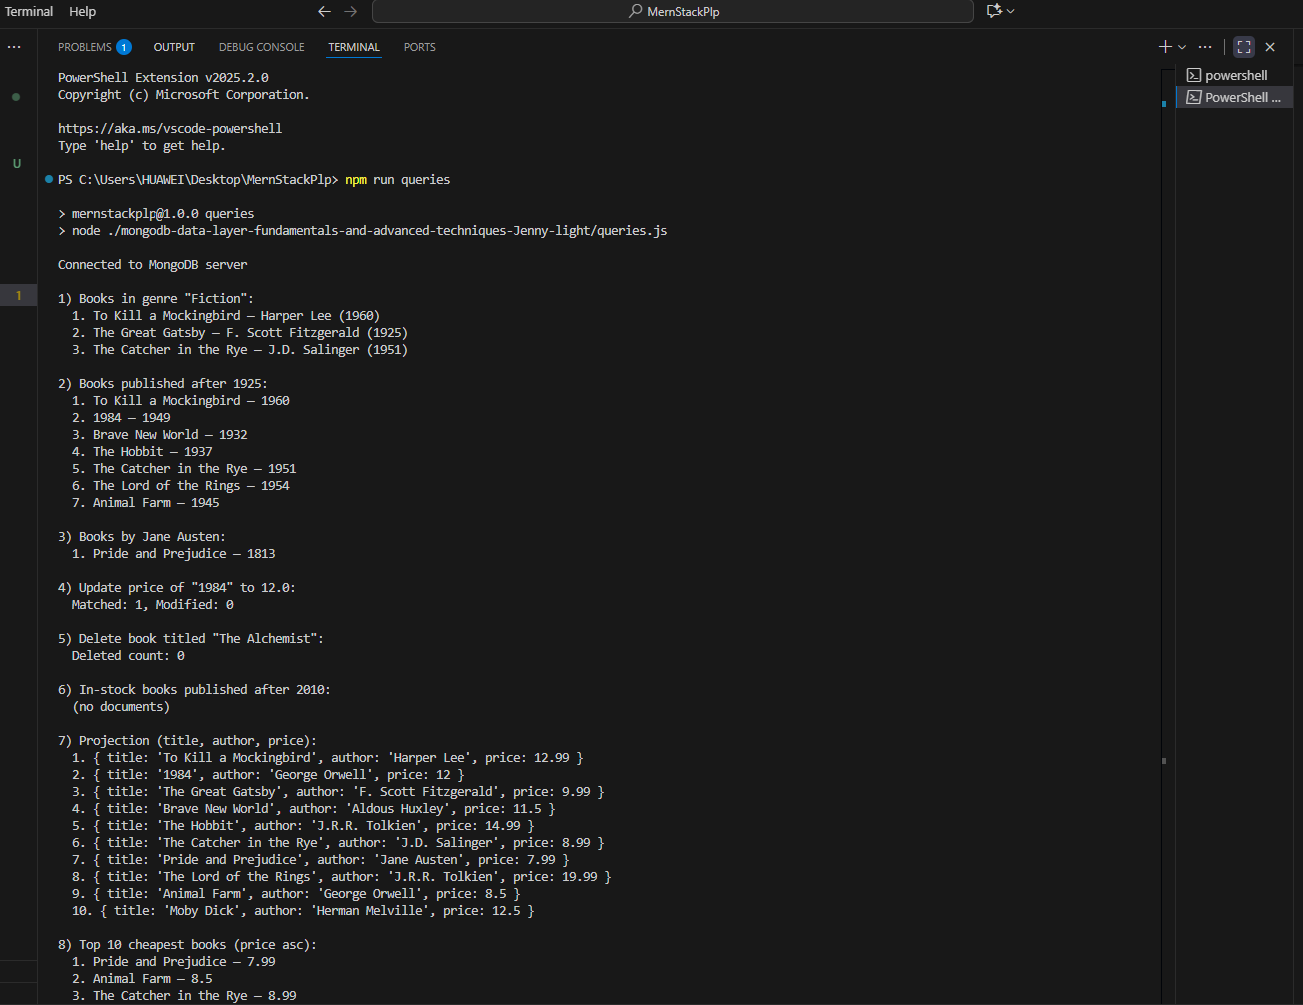 Terminal Help
MernStackPlp
PROBLEMS 1 OUTPUT DEBUG CONSOLE TERMINAL PORTS
powershell
PowerShell ...
U
1
PowerShell Extension v2025.2.0
Copyright (c) Microsoft Corporation.
https://aka.ms/vscode-powershell
Type 'help' to get help.
PS C:\Users\HUAWEI\Desktop\MernStackPlp> npm run queries
> mernstackplp@1.0.0 queries
> node ./mongodb-data-layer-fundamentals-and-advanced-techniques-Jenny-light/queries.js
Connected to MongoDB server
1) Books in genre "Fiction":
1. To Kill a Mockingbird — Harper Lee (1960)
2. The Great Gatsby — F. Scott Fitzgerald (1925)
3. The Catcher in the Rye — J.D. Salinger (1951)
2) Books published after 1925:
1. To Kill a Mockingbird — 1960
2. 1984 — 1949
3. Brave New World — 1932
4. The Hobbit — 1937
5. The Catcher in the Rye — 1951
6. The Lord of the Rings — 1954
7. Animal Farm — 1945
3) Books by Jane Austen:
1. Pride and Prejudice — 1813
4) Update price of "1984" to 12.0:
Matched: 1, Modified: 0
5) Delete book titled "The Alchemist":
Deleted count: 0
6) In-stock books published after 2010:
(no documents)
7) Projection (title, author, price):
1. { title: 'To Kill a Mockingbird', author: 'Harper Lee', price: 12.99 }
2. { title: '1984', author: 'George Orwell', price: 12 }
3. { title: 'The Great Gatsby', author: 'F. Scott Fitzgerald', price: 9.99 }
4. { title: 'Brave New World', author: 'Aldous Huxley', price: 11.5 }
5. { title: 'The Hobbit', author: 'J.R.R. Tolkien', price: 14.99 }
6. { title: 'The Catcher in the Rye', author: 'J.D. Salinger', price: 8.99 }
7. { title: 'Pride and Prejudice', author: 'Jane Austen', price: 7.99 }
8. { title: 'The Lord of the Rings', author: 'J.R.R. Tolkien', price: 19.99 }
9. { title: 'Animal Farm', author: 'George Orwell', price: 8.5 }
10. { title: 'Moby Dick', author: 'Herman Melville', price: 12.5 }
8) Top 10 cheapest books (price asc):
1. Pride and Prejudice — 7.99
2. Animal Farm — 8.5
3. The Catcher in the Rye — 8.99